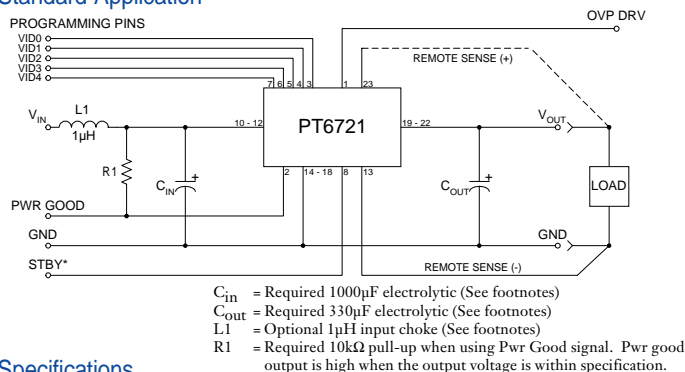 Standard Application
PROGRAMMING PINS
VID0
VID1
VID2
VID3
VID4
OVP DRV
REMOTE SENSE (+)
7 6 5 4 3
1
23
VIN
L1
1µH
10 - 12
PT6721
19 - 22
VOUT
R1
CIN
+
COUT
+
LOAD
2
14 - 18
8
13
PWR GOOD
GND
GND
STBY*
REMOTE SENSE (-)
Cin = Required 1000µF electrolytic (See footnotes)
Cout = Required 330µF electrolytic (See footnotes)
L1 = Optional 1µH input choke (See footnotes)
R1 = Required 10kΩ pull-up when using Pwr Good signal. Pwr good
output is high when the output voltage is within specification.
Specifications